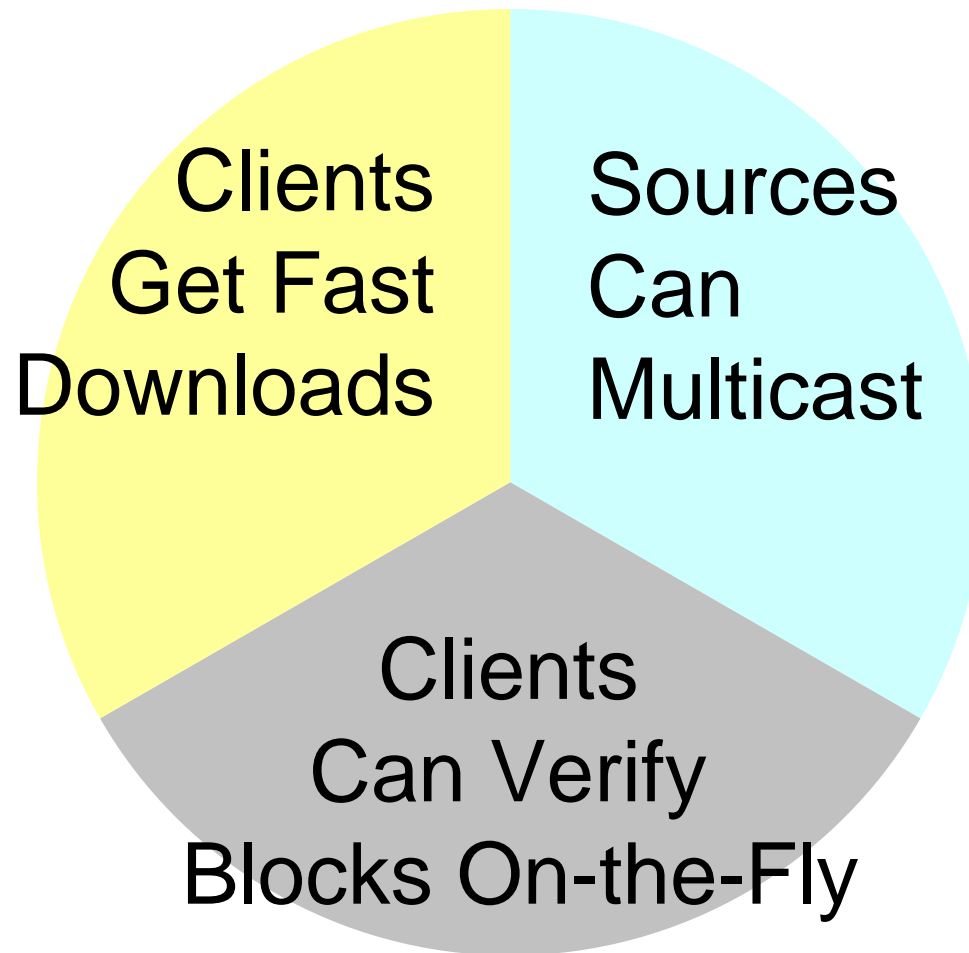 Clients
Get Fast
Downloads
Sources
Can
Multicast
Clients
Can Verify
Blocks On-the-Fly